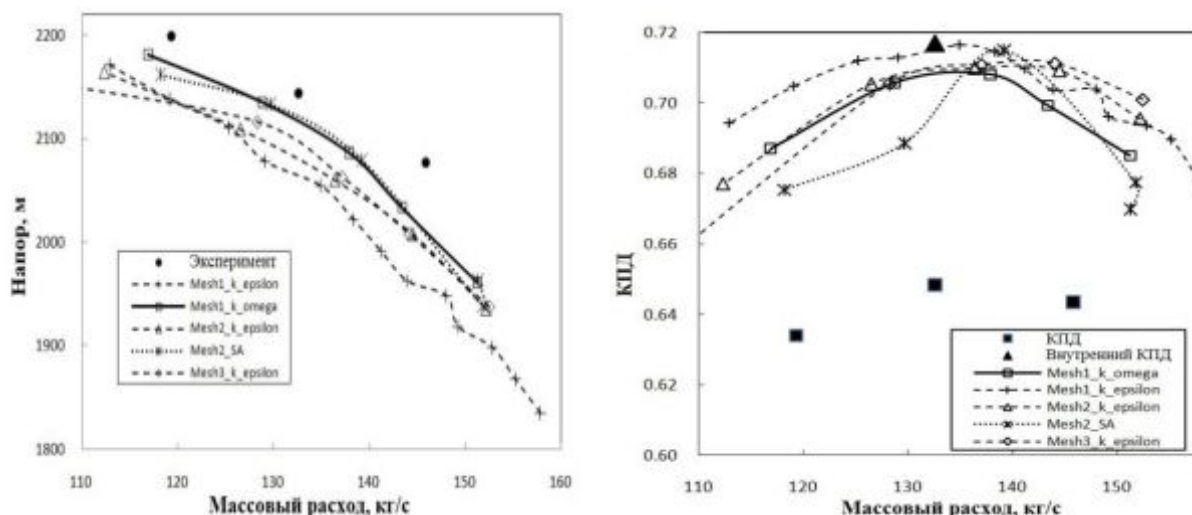 Напор, м
2200
2100
2000
1900
1800
Эксперимент
Mesh1_k_epsilon
Mesh1_k_omega
Mesh2_k_epsilon
Mesh2_SA
Mesh3_k_epsilon
110 120 130 140 150 160
Массовый расход, кг/с
КПД
0.72
0.70
0.68
0.66
0.64
0.62
0.60
КПД
Внутренний КПД
Mesh1_k_omega
Mesh1_k_epsilon
Mesh2_k_epsilon
Mesh2_SA
Mesh3_k_epsilon
110 120 130 140 150
Массовый расход, кг/с